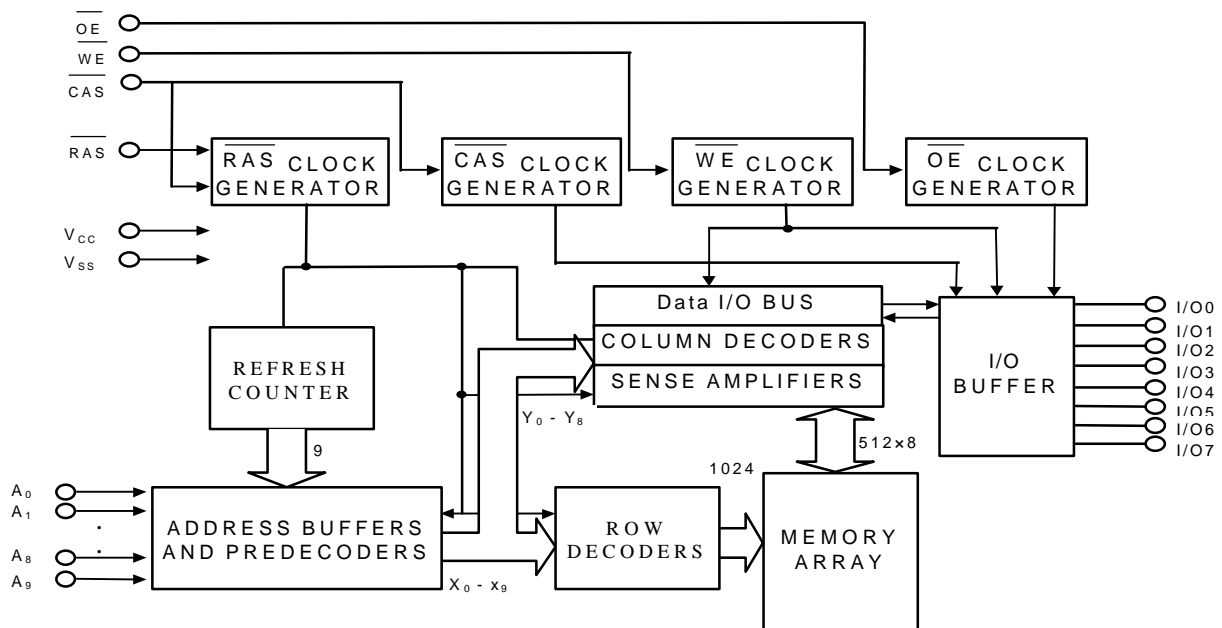 OE
WE
CAS
RAS
RAS CLOCK
GENERATOR
CAS CLOCK
GENERATOR
WE CLOCK
GENERATOR
OE CLOCK
GENERATOR
VCC
VSS
Data I/O BUS
COLUMN DECODERS
SENSE AMPLIFIERS
REFRESH
COUNTER
I/O
BUFFER
I/O0
I/O1
I/O2
I/O3
I/O4
I/O5
I/O6
I/O7
Y0 - Y8
9
512×8
1024
A0
A1
.
.
A8
A9
ADDRESS BUFFERS
AND PREDECODERS
ROW
DECODERS
MEMORY
ARRAY
X0 - x9